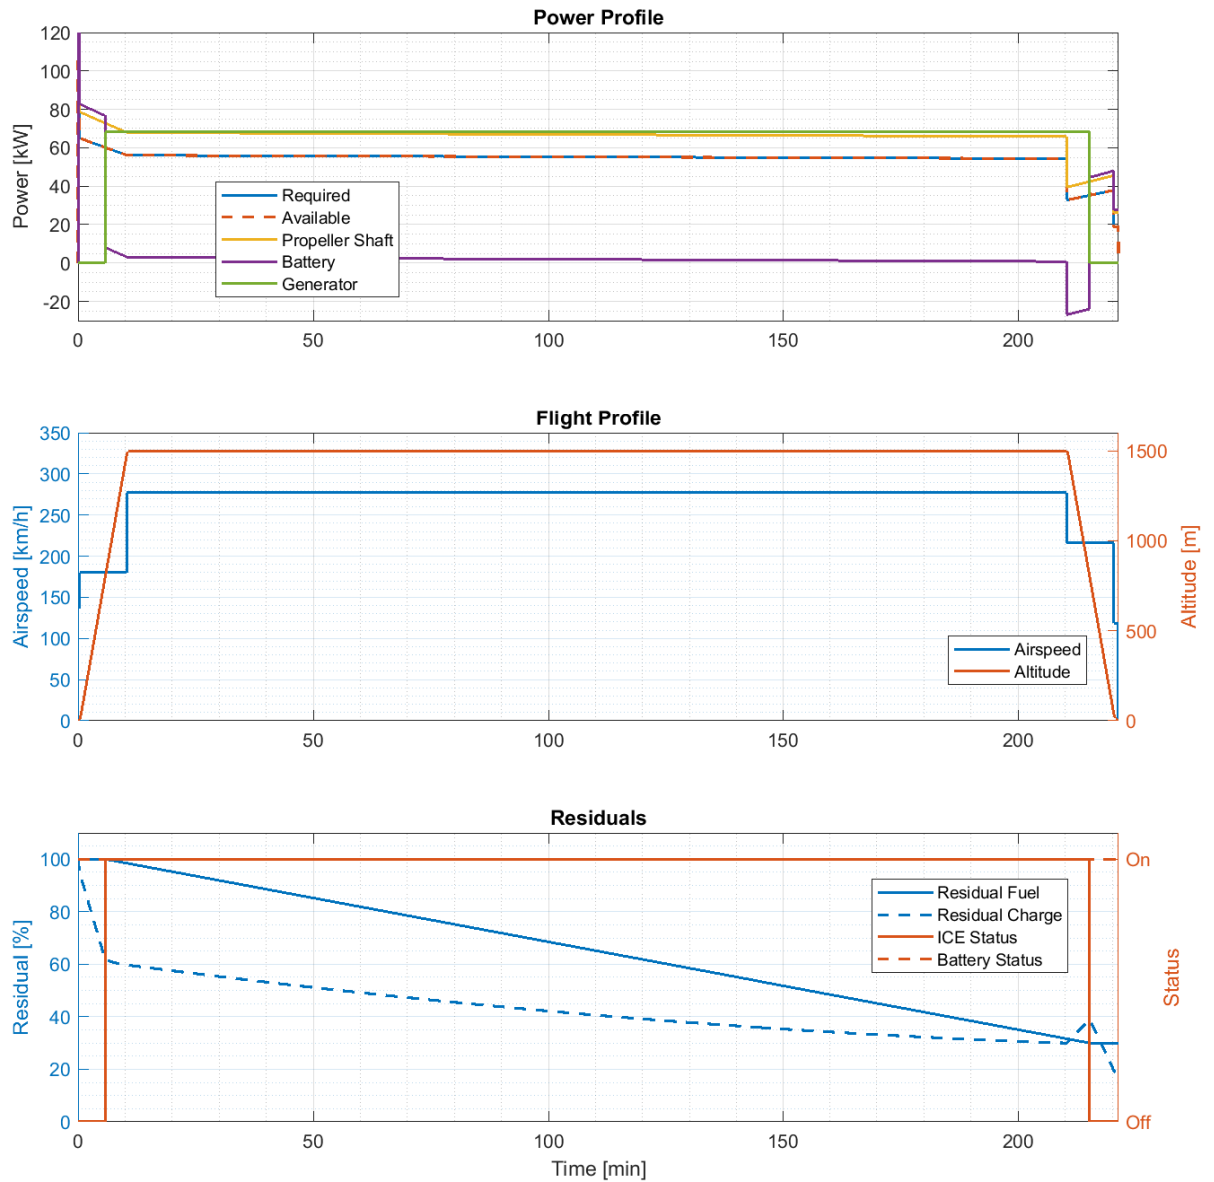 Power Profile
Power [kW]
120
100
80
60
40
20
0
-20
Required
Available
Propeller Shaft
Battery
Generator
0
50
100
150
200
Flight Profile
Airspeed [km/h]
350
300
250
200
150
100
50
0
Altitude [m]
1500
1000
500
0
Airspeed
Altitude
0
50
100
150
200
Residuals
Residual [%]
100
80
60
40
20
0
Status
On
Off
Residual Fuel
Residual Charge
ICE Status
Battery Status
0
50
100
150
200
Time [min]